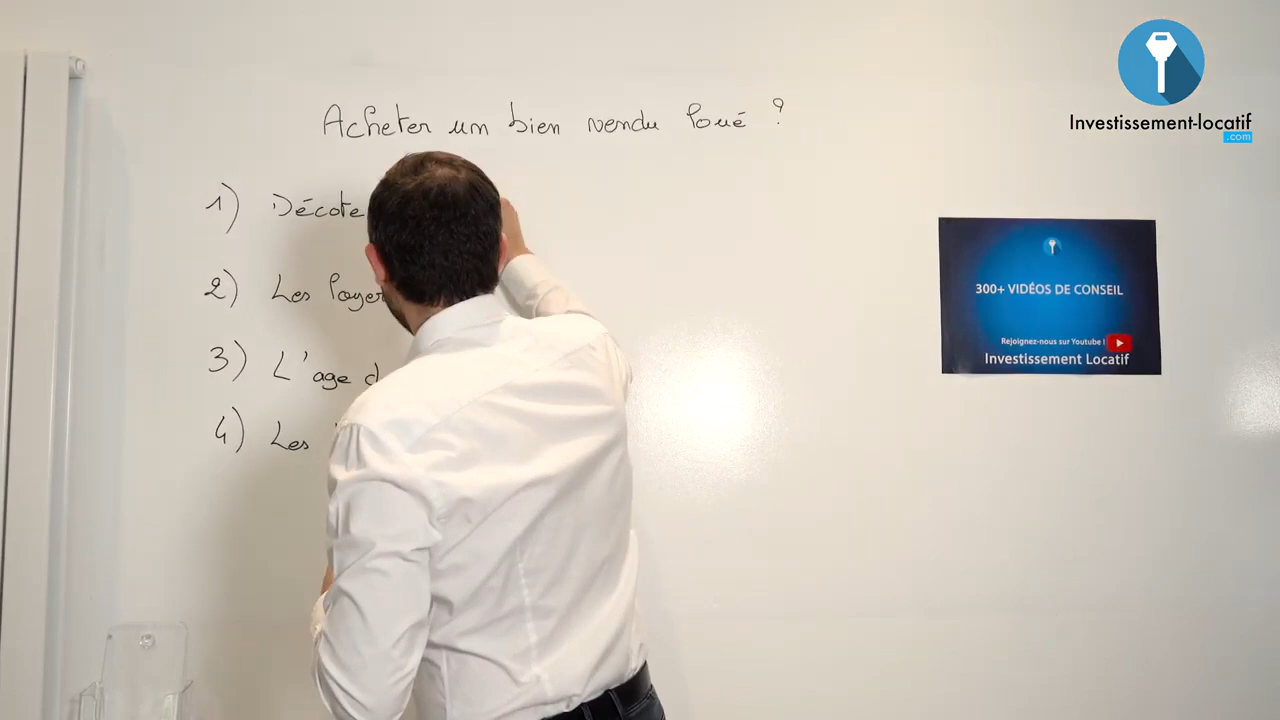 Investissement-locatif
.com
Acheter un bien vendu loué ?
1) Décote
2) Les loyer
3) L'age d
4) Les
300+ VIDÉOS DE CONSEIL
Rejoignez-nous sur Youtube !
Investissement Locatif